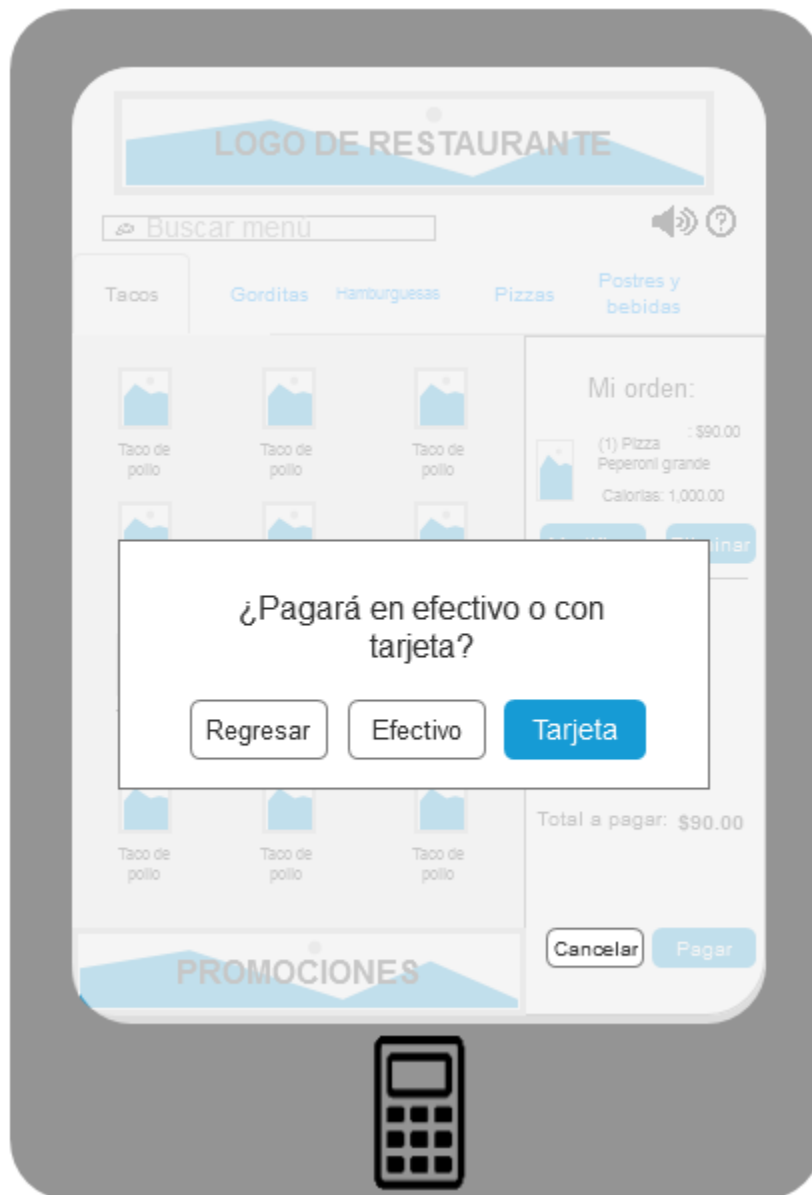 LOGO DE RESTAURANTE
Buscar menú
Tacos
Gorditas
Hamburguesas
Pizzas
Postres y
bebidas
Taco de
pollo
Taco de
pollo
Taco de
pollo
Mi orden:
: $90.00
(1) Pizza
Peperoni grande
Calorías: 1,000.00
¿Pagará en efectivo o con
tarjeta?
Regresar
Efectivo
Tarjeta
Taco de
pollo
Taco de
pollo
Taco de
pollo
Total a pagar: $90.00
Cancelar
Pagar
PROMOCIONES